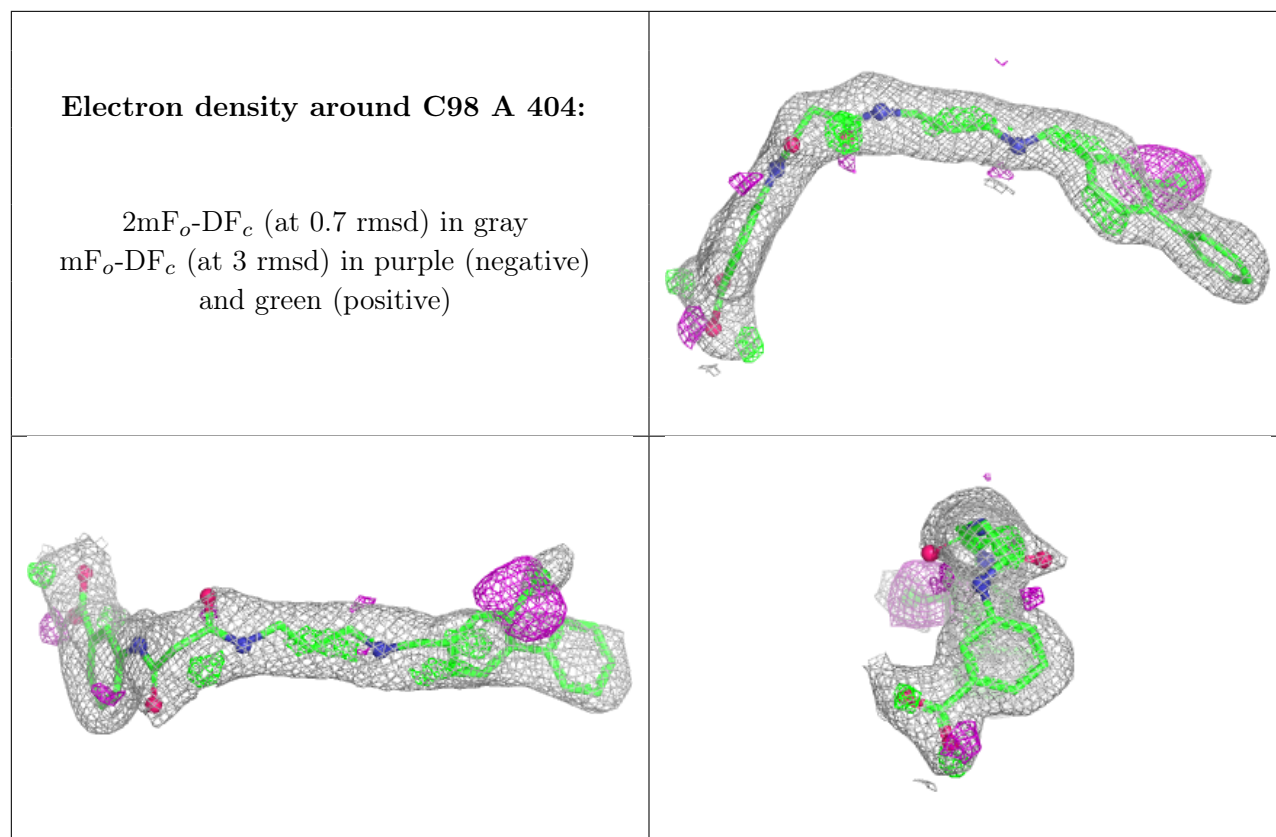 Electron density around C98 A 404:
2mFo-DFc (at 0.7 rmsd) in gray
mFo-DFc (at 3 rmsd) in purple (negative)
and green (positive)